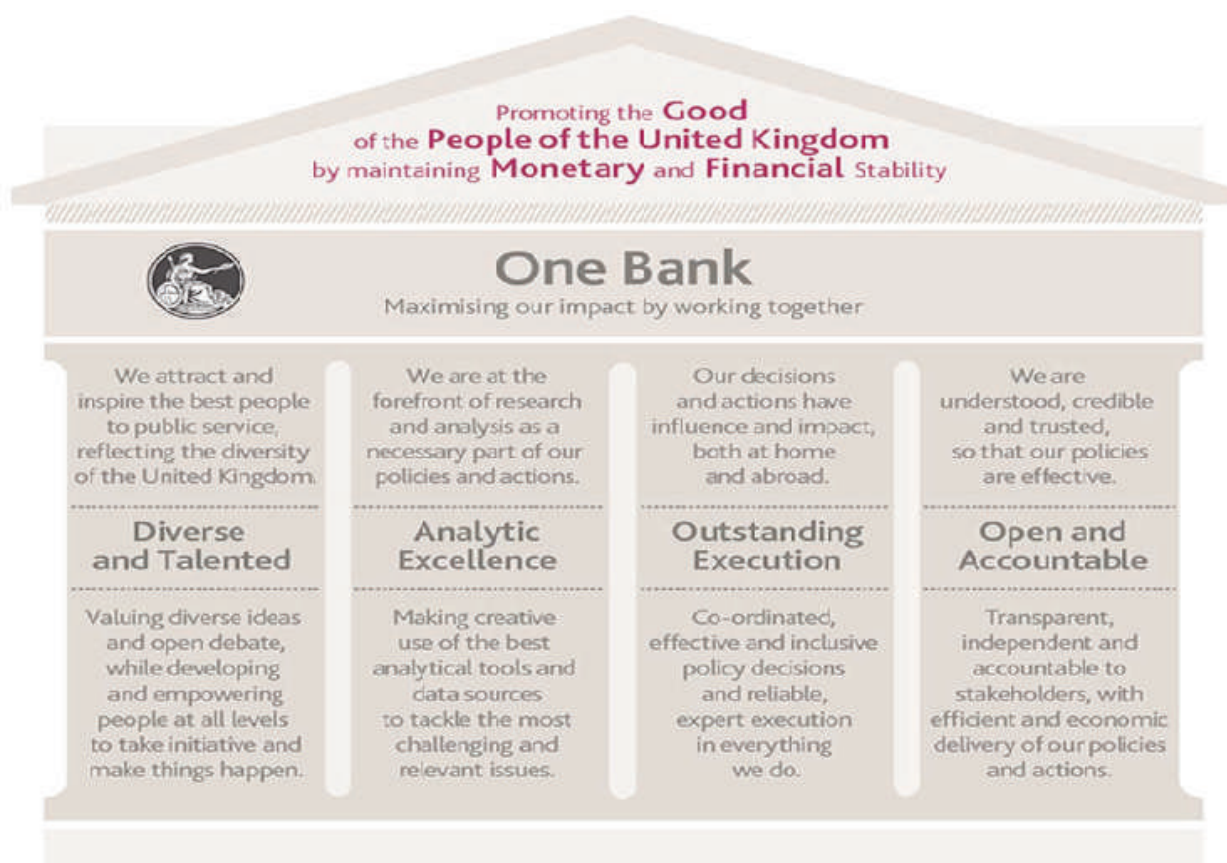 Promoting the Good
of the People of the United Kingdom
by maintaining Monetary and Financial Stability
One Bank
Maximising our impact by working together
We attract and
inspire the best people
to public service,
reflecting the diversity
of the United Kingdom.
Diverse
and Talented
Valuing diverse ideas
and open debate,
while developing
and empowering
people at all levels
to take initiative and
make things happen.
We are at the
forefront of research
and analysis as a
necessary part of our
policies and actions.
Analytic
Excellence
Making creative
use of the best
analytical tools and
data sources
to tackle the most
challenging and
relevant issues.
Our decisions
and actions have
influence and impact,
both at home
and abroad.
Outstanding
Execution
Co-ordinated,
effective and inclusive
policy decisions
and reliable,
expert execution
in everything
we do.
We are
understood, credible
and trusted,
so that our policies
are effective.
Open and
Accountable
Transparent,
independent and
accountable to
stakeholders, with
efficient and economic
delivery of our policies
and actions.